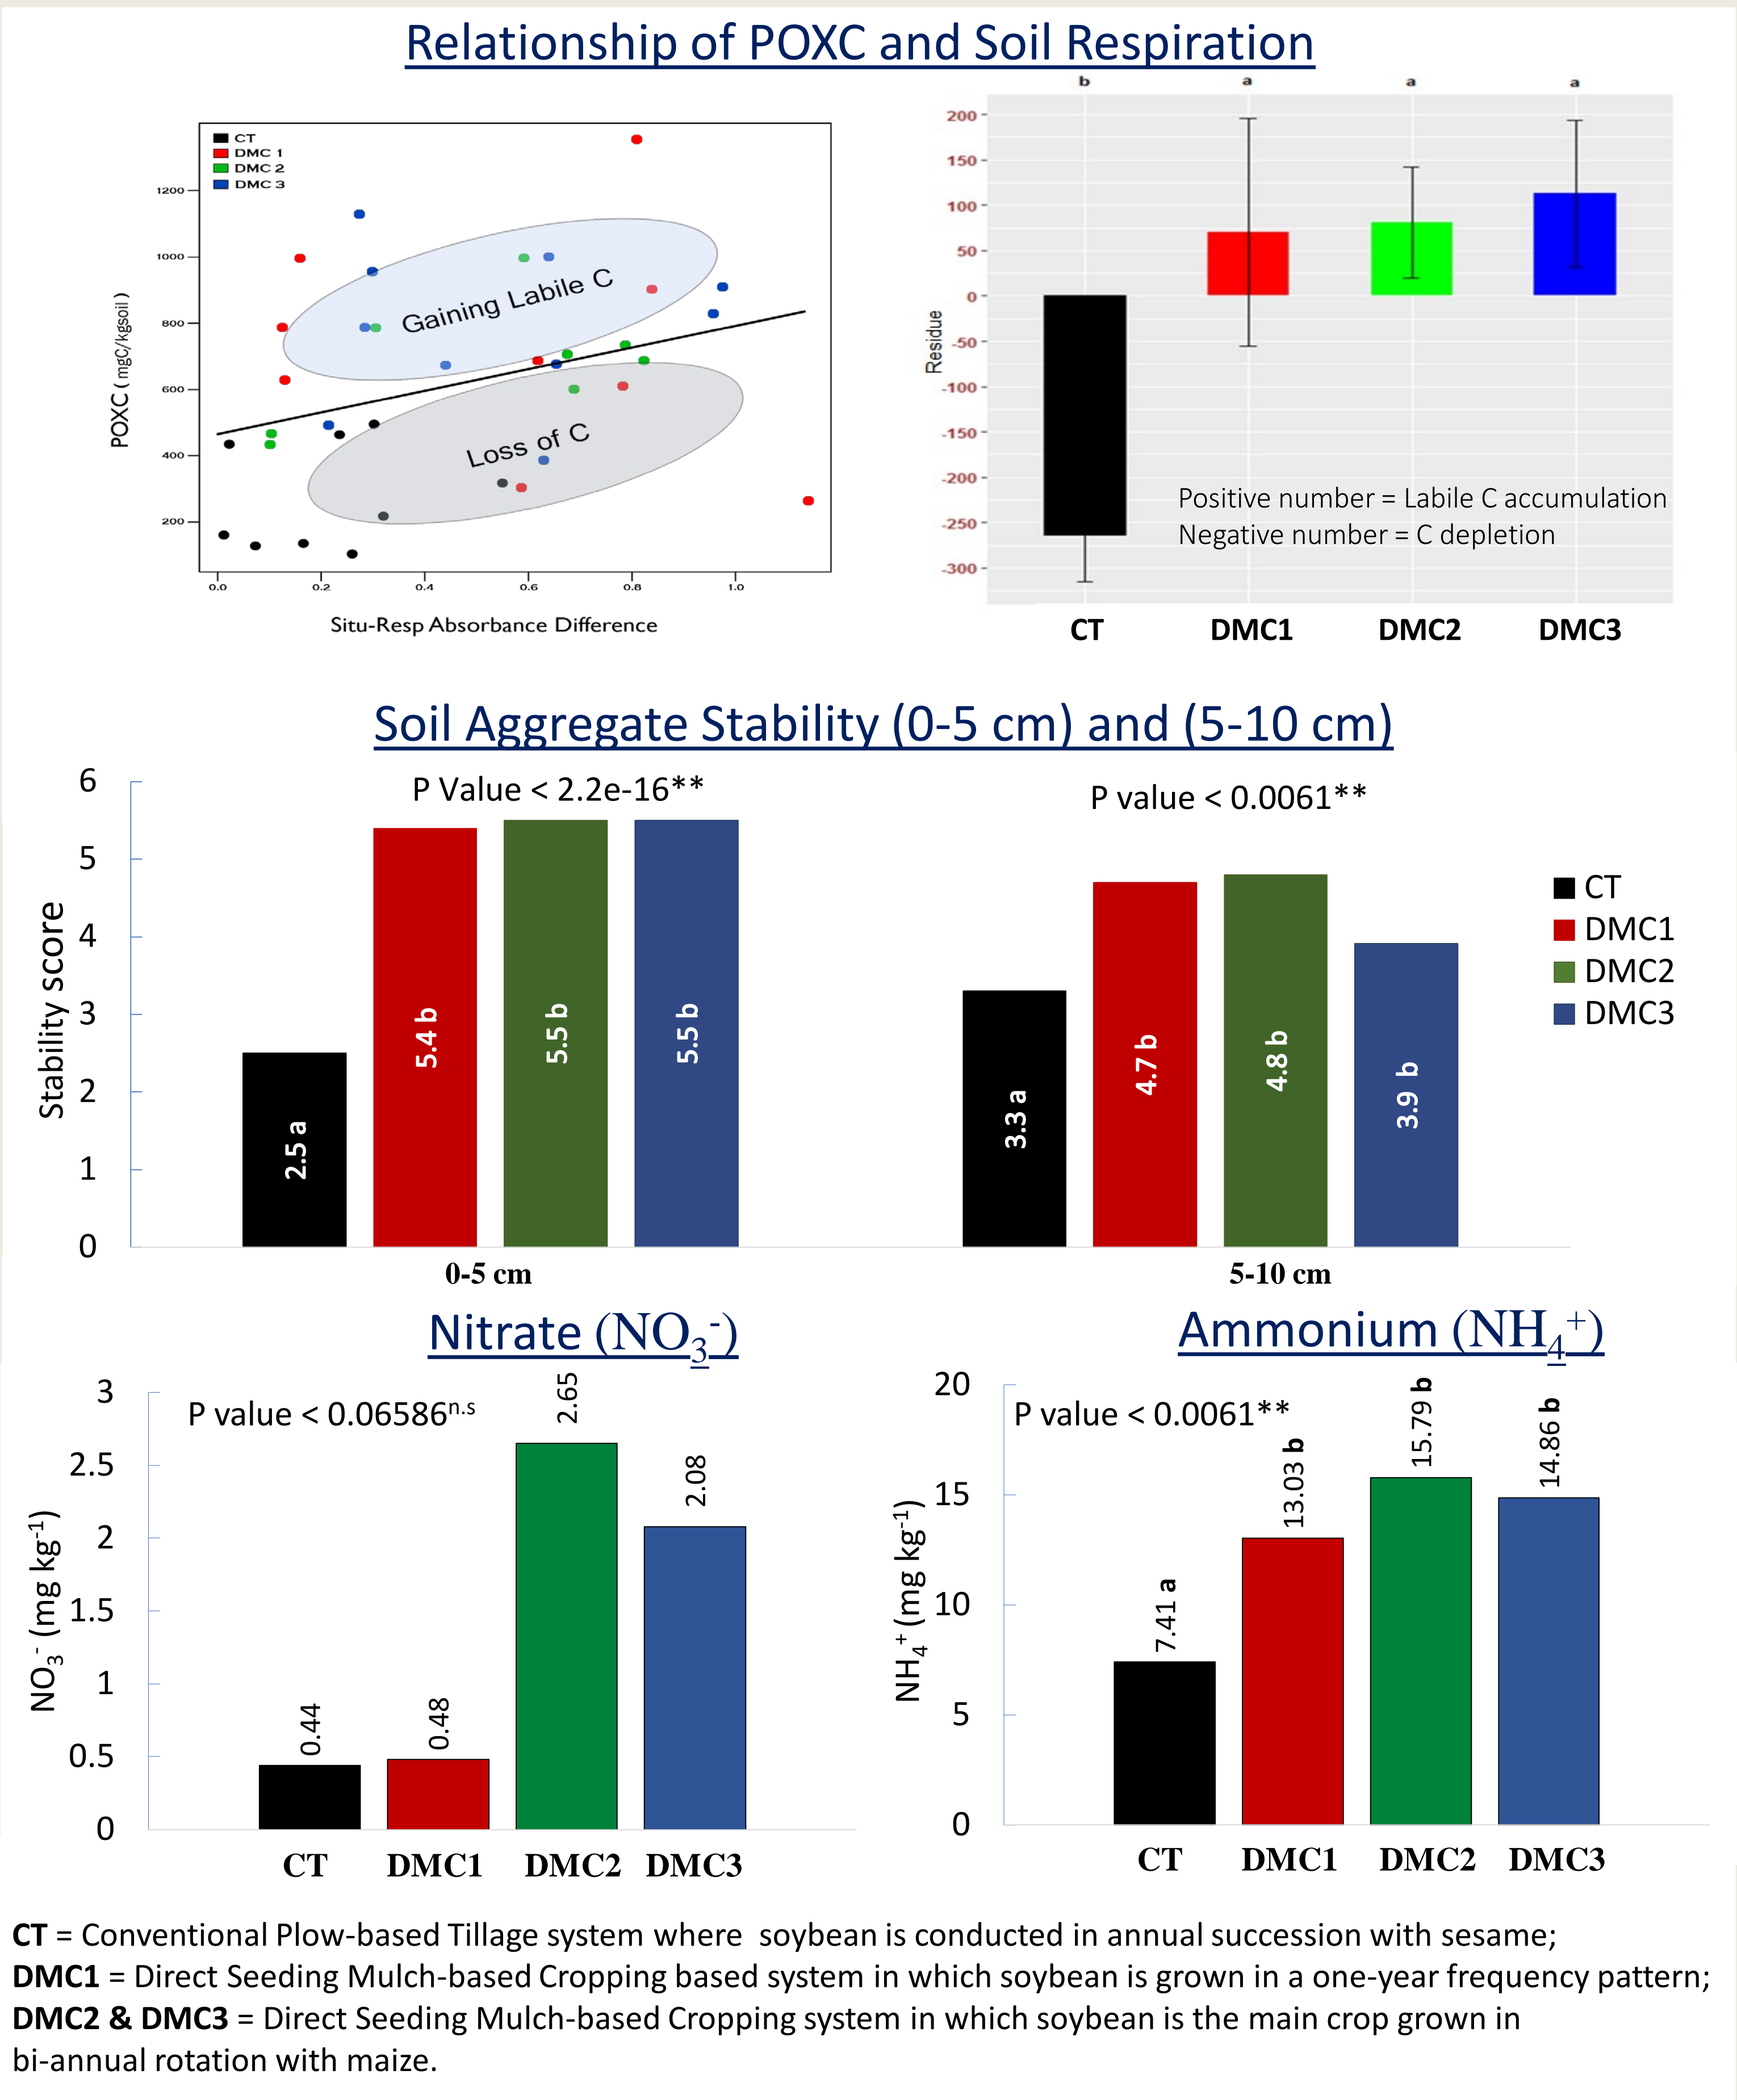 Relationship of POXC and Soil Respiration
CT
DMC 1
DMC 2
DMC 3
1200
1000
800
600
400
200
POXC ( mgC/kgsoil )
Gaining Labile C
Loss of C
0.0 0.2 0.4 0.6 0.8 1.0
Situ-Resp Absorbance Difference
b a a a
200
150
100
50
0
-50
-100
-150
-200
-250
-300
Residue
Positive number = Labile C accumulation
Negative number = C depletion
CT DMC1 DMC2 DMC3
Soil Aggregate Stability (0-5 cm) and (5-10 cm)
P Value < 2.2e-16**
P value < 0.0061**
6
5
4
3
2
1
0
Stability score
2.5 a
5.4 b
5.5 b
5.5 b
3.3 a
4.7 b
4.8 b
3.9 b
CT
DMC1
DMC2
DMC3
0-5 cm
5-10 cm
Nitrate (NO₃⁻)
P value < 0.06586ⁿ·ˢ
3
2.5
2
1.5
1
0.5
0
NO₃⁻ (mg kg⁻¹)
0.44
0.48
2.65
2.08
CT DMC1 DMC2 DMC3
Ammonium (NH₄⁺)
P value < 0.0061**
20
15
10
5
0
NH₄⁺ (mg kg⁻¹)
7.41 a
13.03 b
15.79 b
14.86 b
CT DMC1 DMC2 DMC3
CT = Conventional Plow-based Tillage system where soybean is conducted in annual succession with sesame;
DMC1 = Direct Seeding Mulch-based Cropping based system in which soybean is grown in a one-year frequency pattern;
DMC2 & DMC3 = Direct Seeding Mulch-based Cropping system in which soybean is the main crop grown in
bi-annual rotation with maize.